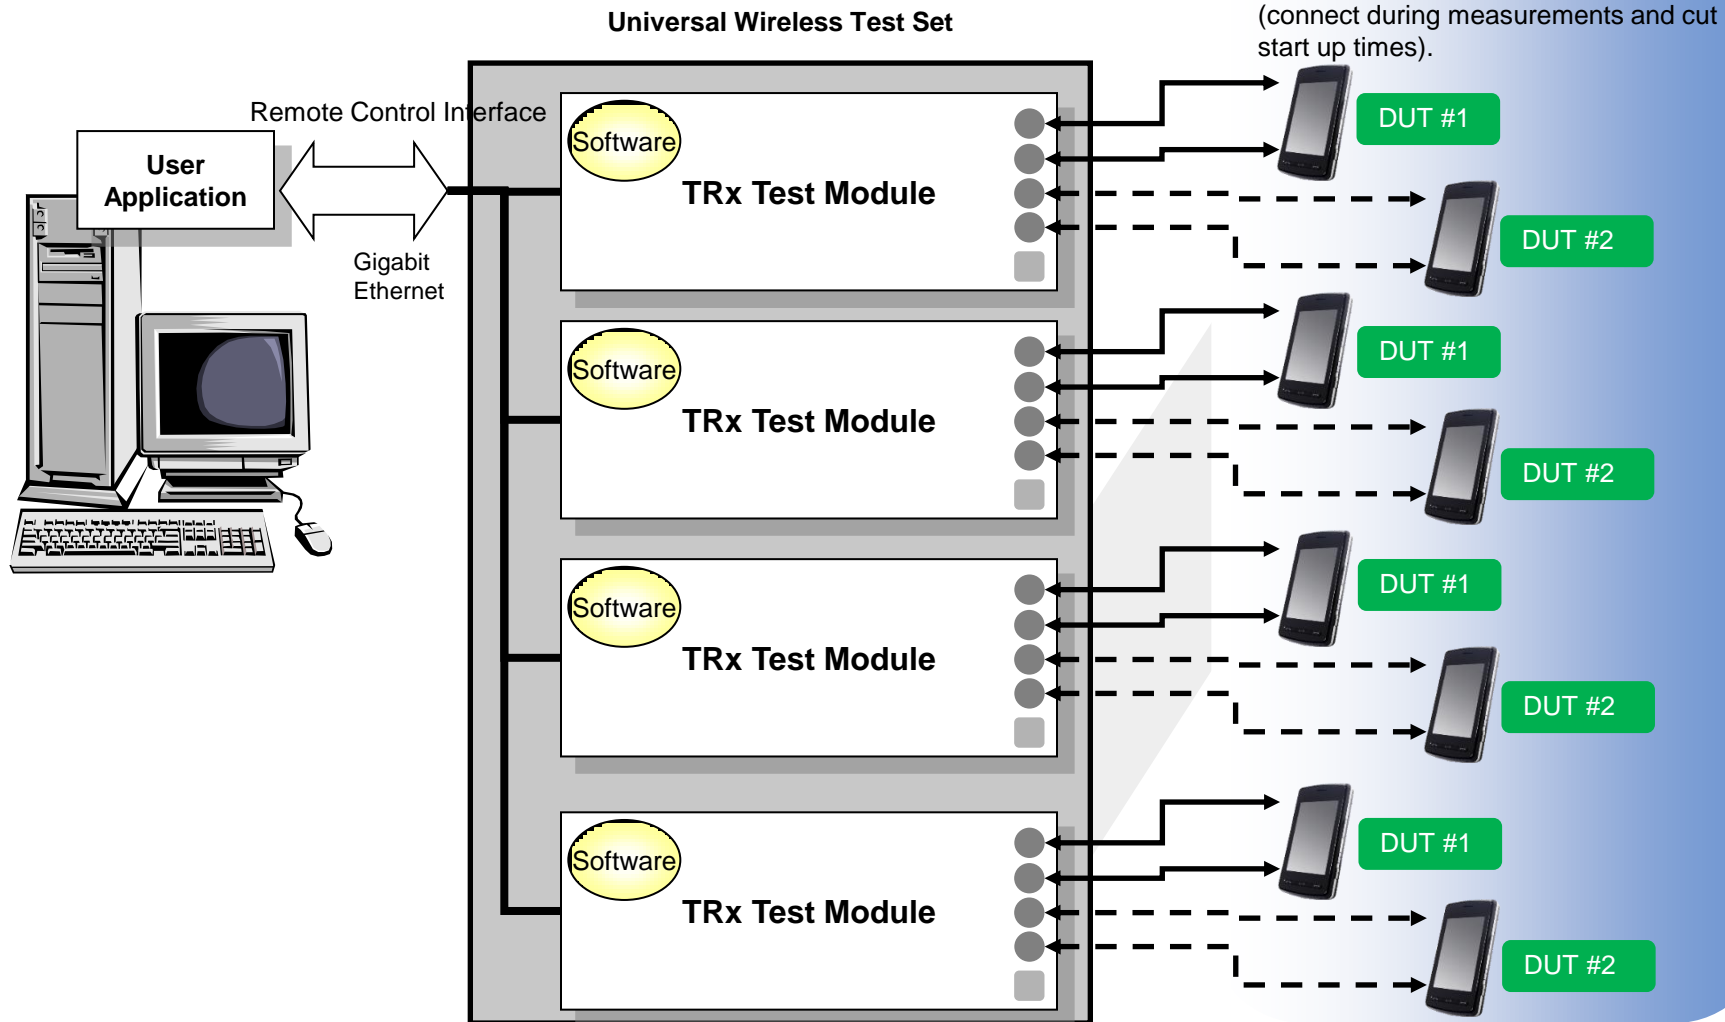 Universal Wireless Test Set
(connect during measurements and cut
start up times).
Remote Control Interface
User
Application
Gigabit
Ethernet
Software
TRx Test Module
DUT #1
DUT #2
Software
TRx Test Module
DUT #1
DUT #2
Software
TRx Test Module
DUT #1
DUT #2
Software
TRx Test Module
DUT #1
DUT #2